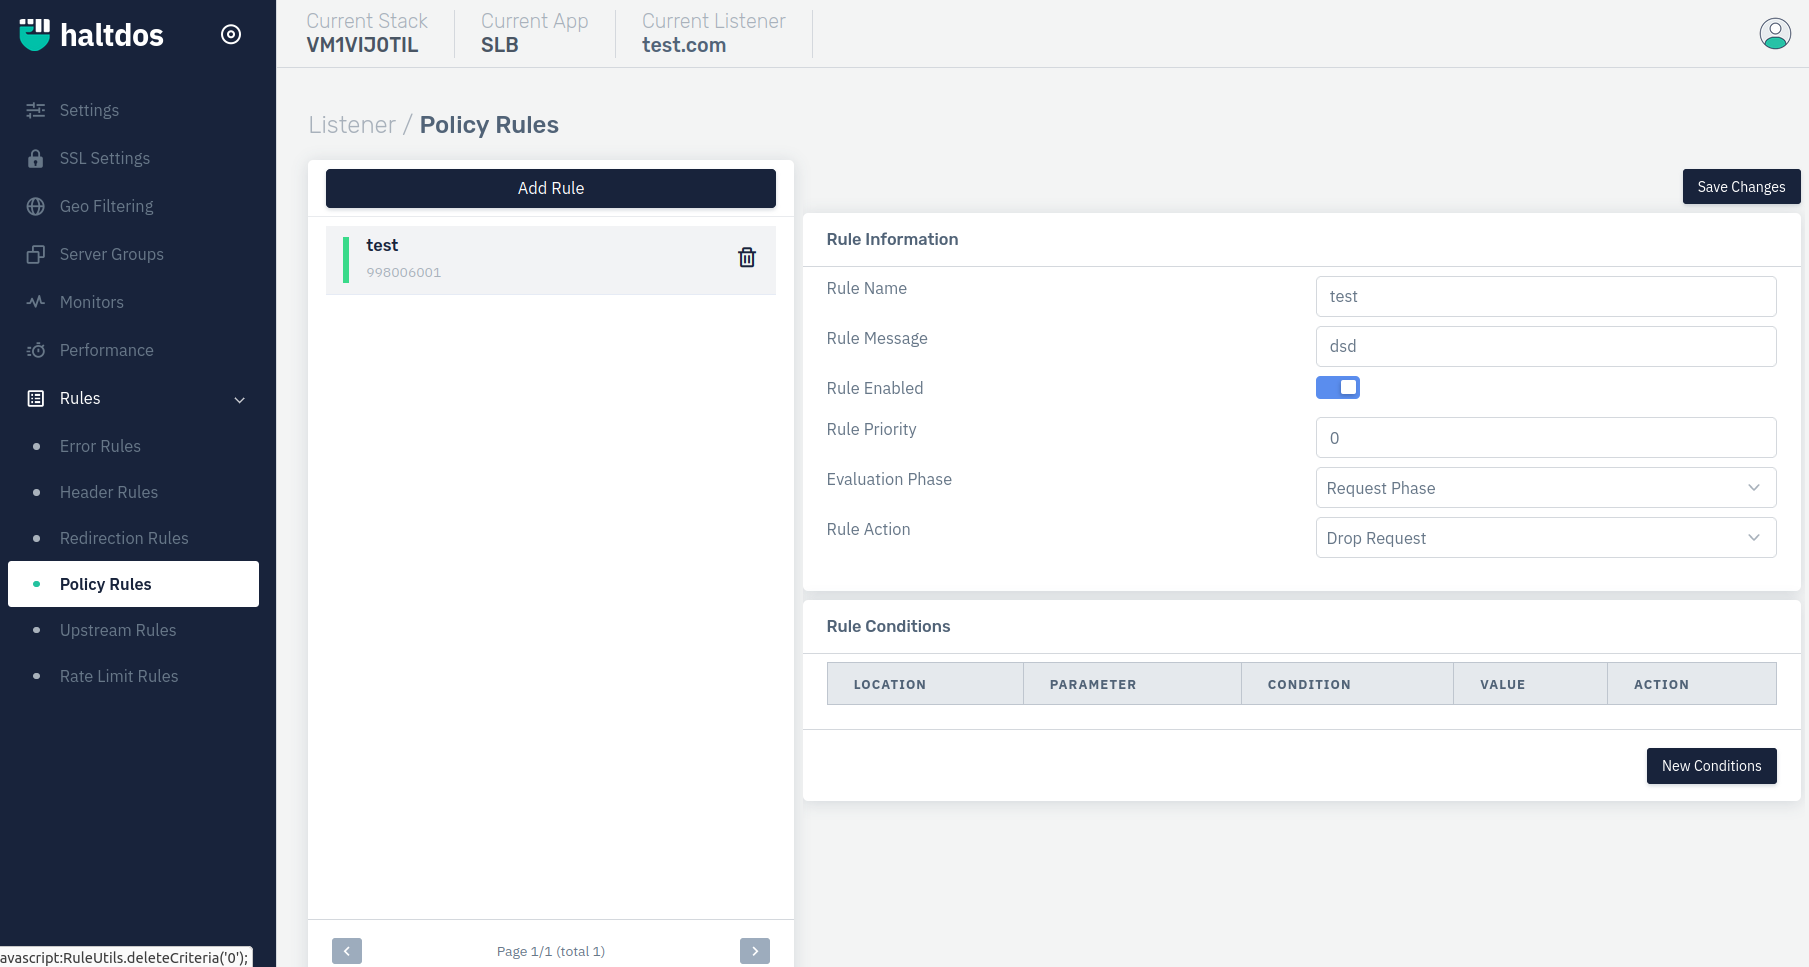 haltdos
Current Stack
VM1VIJ0TIL
Current App
SLB
Current Listener
test.com
Settings
SSL Settings
Geo Filtering
Server Groups
Monitors
Performance
Rules
Error Rules
Header Rules
Redirection Rules
Policy Rules
Upstream Rules
Rate Limit Rules
avascript:RuleUtils.deleteCriteria('0');
Listener / Policy Rules
Add Rule
test
998006001
Page 1/1 (total 1)
Save Changes
Rule Information
Rule Name
test
Rule Message
dsd
Rule Enabled
Rule Priority
0
Evaluation Phase
Request Phase
Rule Action
Drop Request
Rule Conditions
LOCATION PARAMETER CONDITION VALUE ACTION
New Conditions